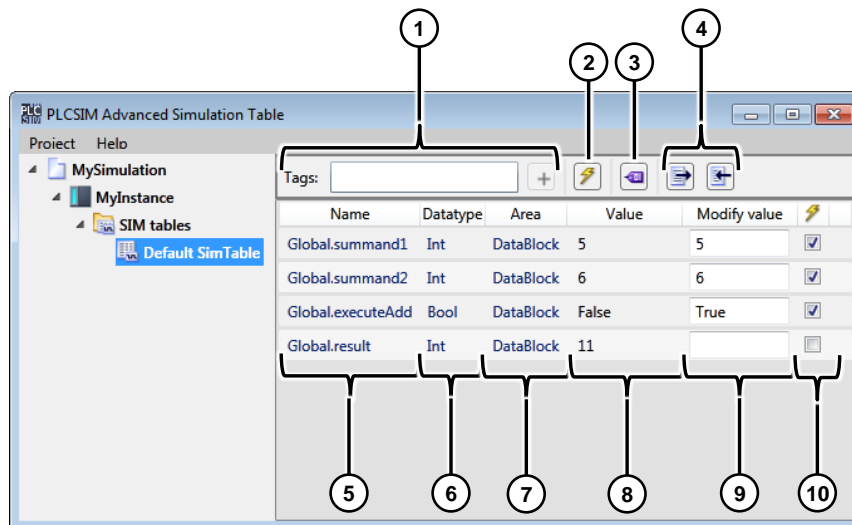 1
2
3
4
PLC SIM PLCSIM Advanced Simulation Table
Project Help
MySimulation
MyInstance
SIM tables
Default SimTable
Tags:
Name Datatype Area Value Modify value
Global.summand1 Int DataBlock 5 5
Global.summand2 Int DataBlock 6 6
Global.executeAdd Bool DataBlock False True
Global.result Int DataBlock 11
5
6
7
8
9
10